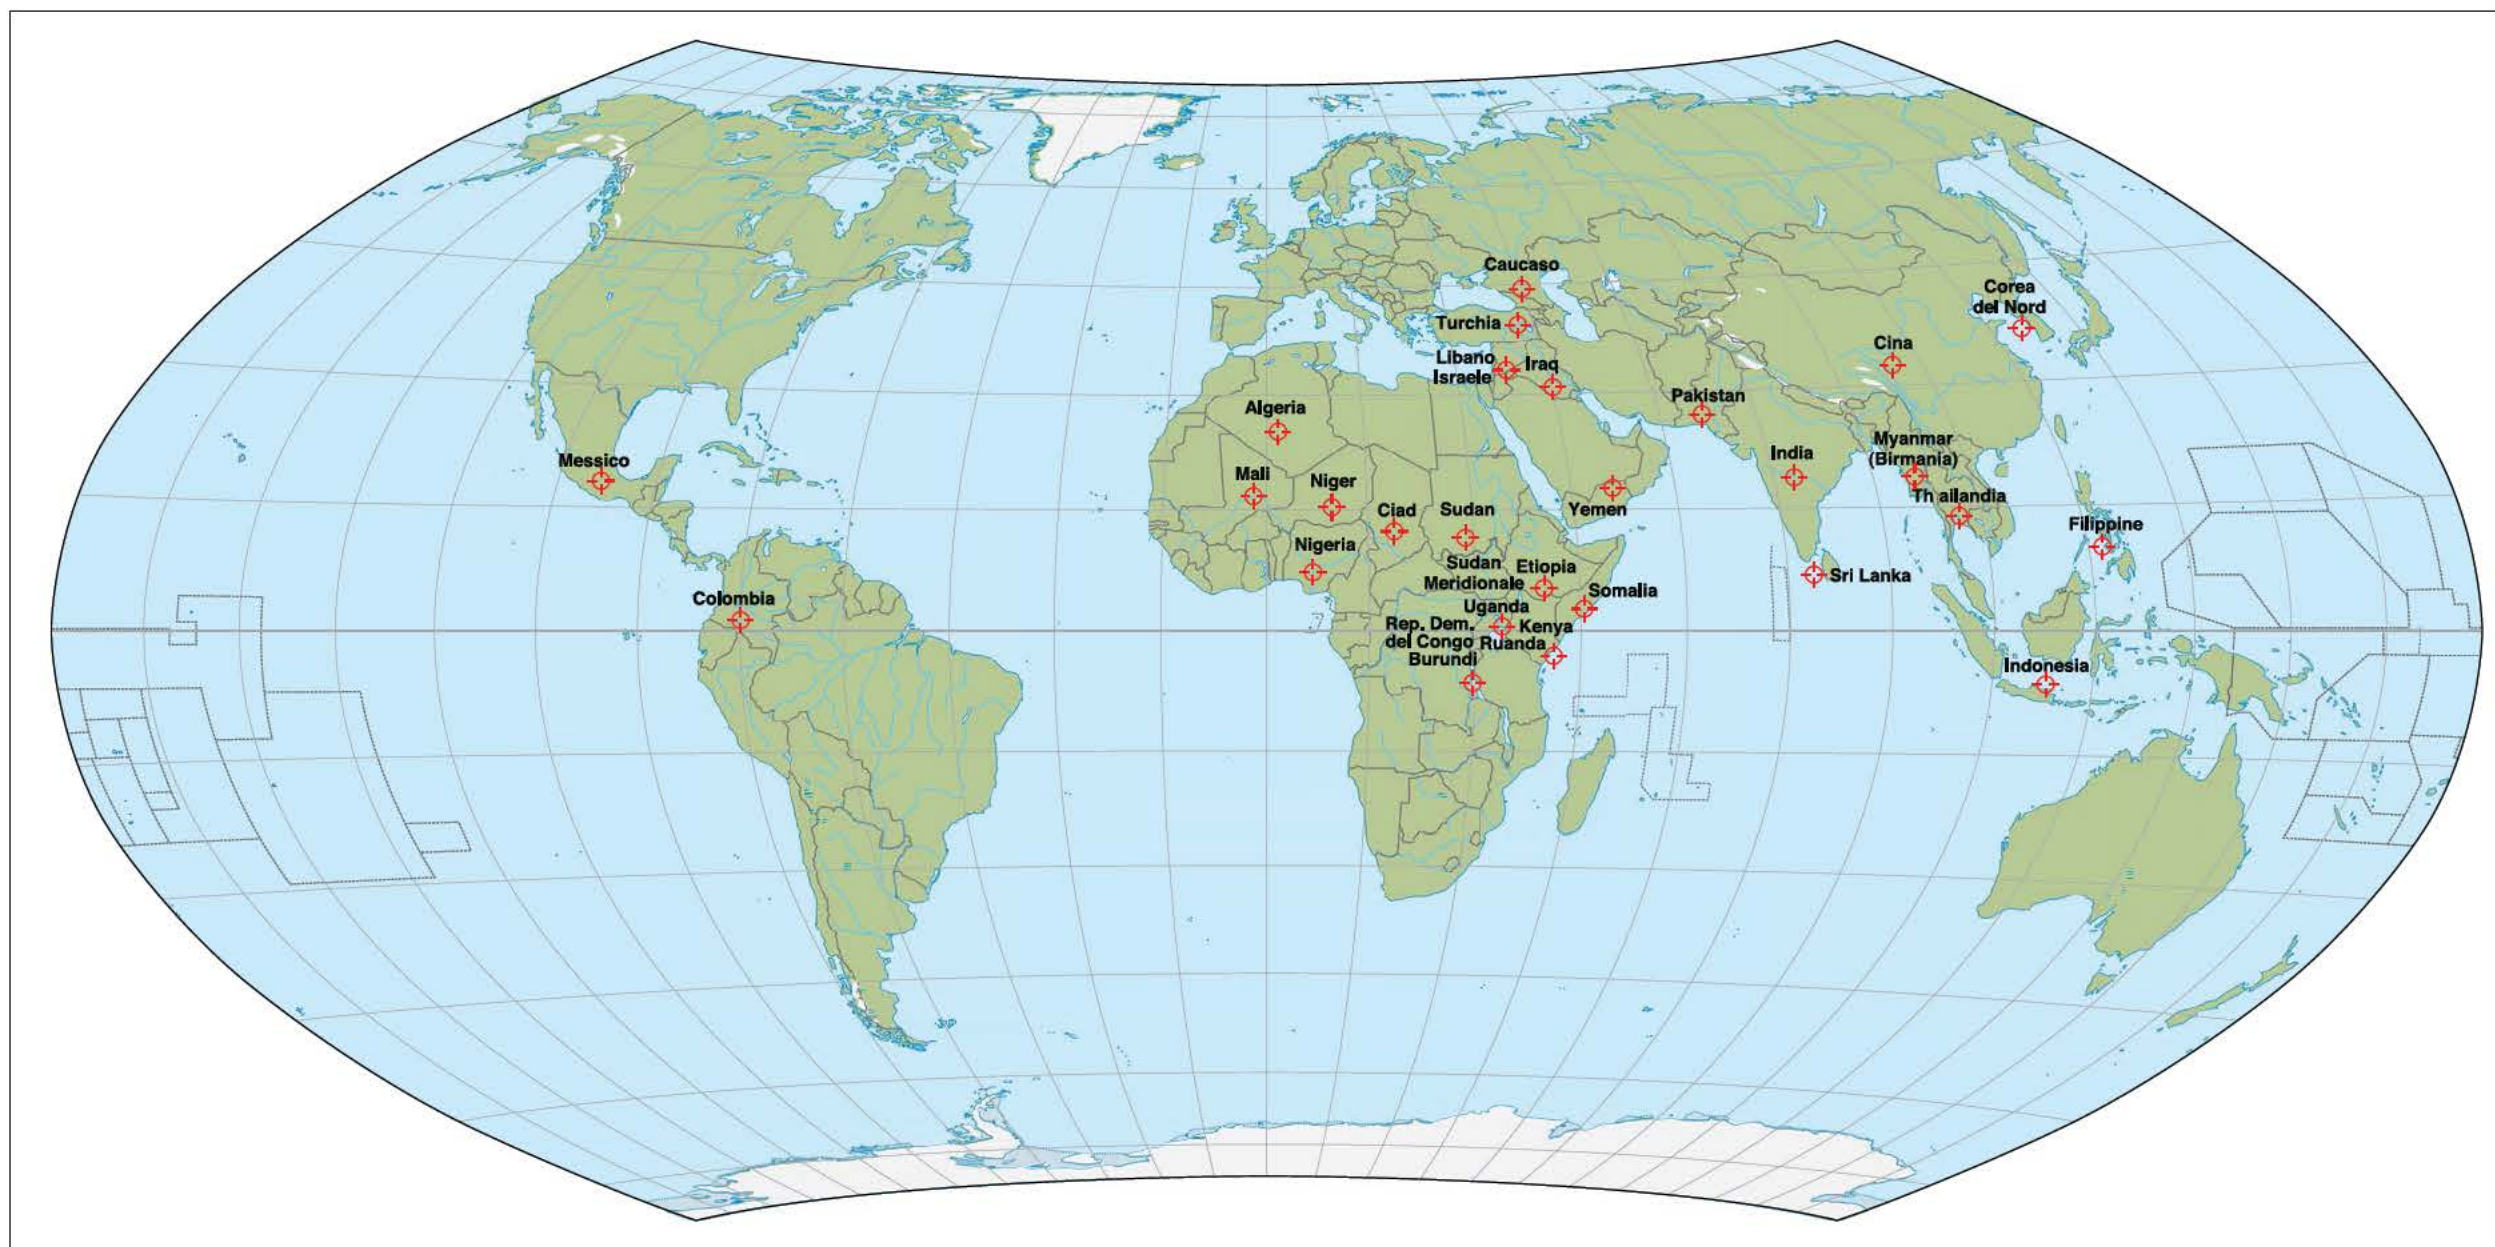 Caucaso
Corea
del Nord
Turchia
Cina
Libano
Israele
Iraq
Pakistan
Algeria
Myanmar
(Birmania)
India
Messico
Mali
Niger
Th ailandia
Ciad
Sudan
Yemen
Filippine
Nigeria
Sudan
Meridionale
Etiopia
Sri Lanka
Somalia
Colombia
Uganda
Rep. Dem.
del Congo
Kenya
Ruanda
Burundi
Indonesia